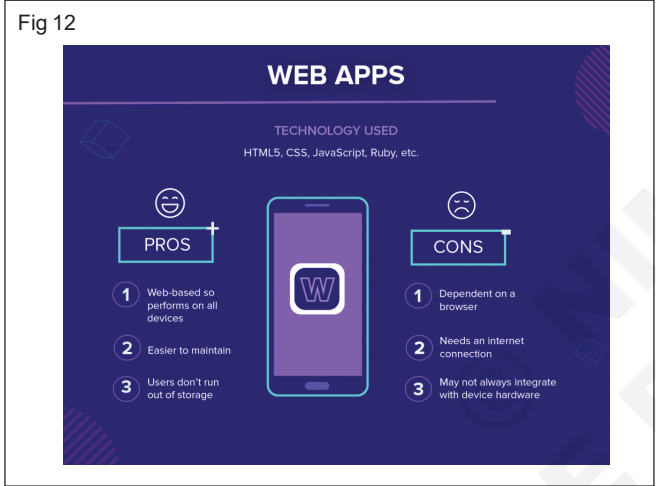 Fig 12
WEB APPS
TECHNOLOGY USED
HTML5, CSS, JavaScript, Ruby, etc.
PROS
1 Web-based so
performs on all
devices
2 Easier to maintain
3 Users don't run
out of storage
W
CONS
1 Dependent on a
browser
2 Needs an internet
connection
3 May not always integrate
with device hardware